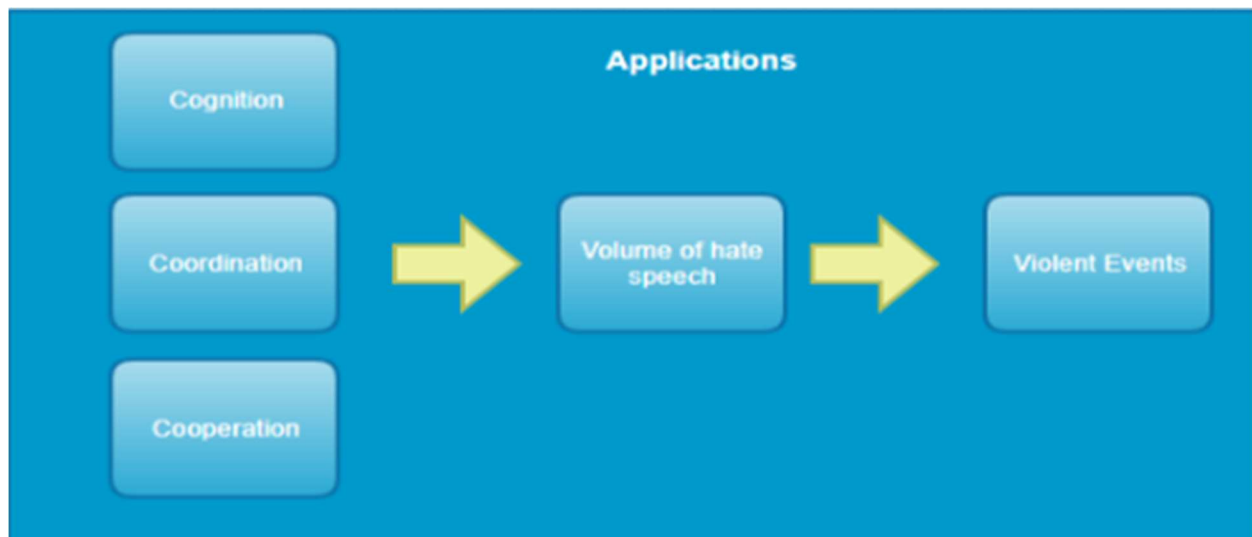 Applications
Cognition
Coordination
Cooperation
Volume of hate
speech
Violent Events